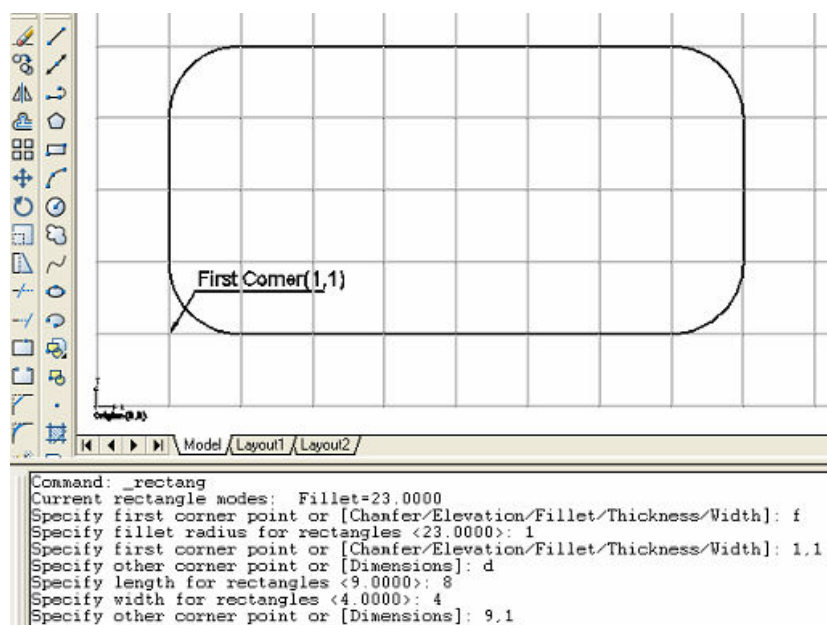 First Corner(1,1)
Origin(0,0)
Model Layout1 Layout2
Command: _rectang
Current rectangle modes:  Fillet=23.0000
Specify first corner point or [Chamfer/Elevation/Fillet/Thickness/Width]: f
Specify fillet radius for rectangles <23.0000>: 1
Specify first corner point or [Chamfer/Elevation/Fillet/Thickness/Width]: 1,1
Specify other corner point or [Dimensions]: d
Specify length for rectangles <9.0000>: 8
Specify width for rectangles <4.0000>: 4
Specify other corner point or [Dimensions]: 9,1